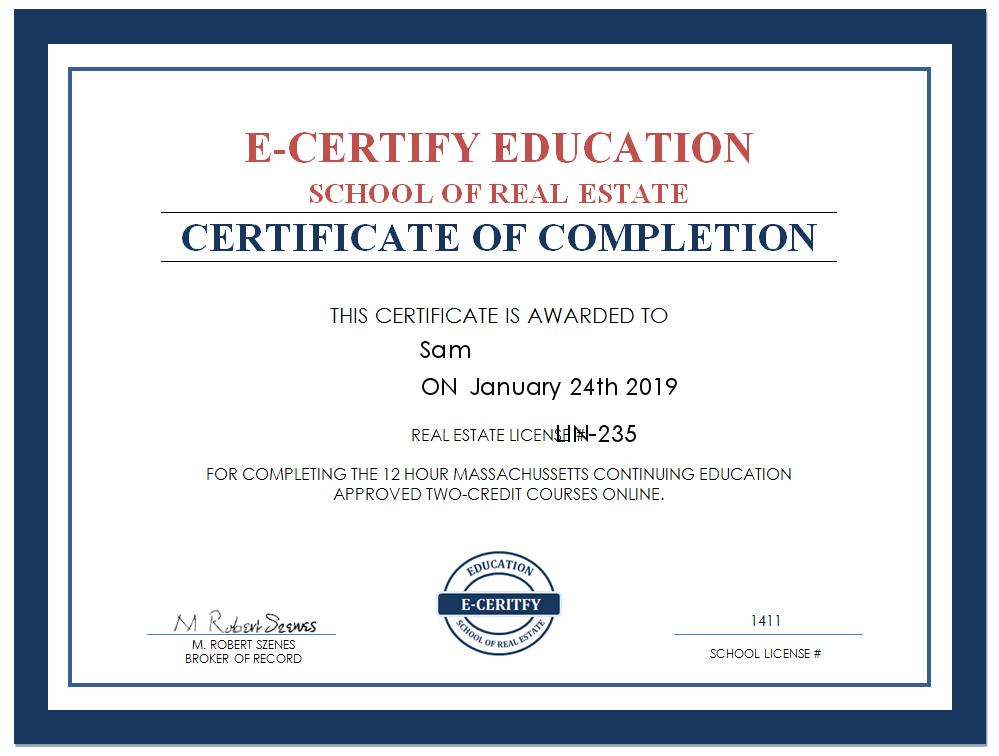 E-CERTIFY EDUCATION
SCHOOL OF REAL ESTATE
CERTIFICATE OF COMPLETION
THIS CERTIFICATE IS AWARDED TO
Sam
ON January 24th 2019
REAL ESTATE LICENSE # LIN-235
FOR COMPLETING THE 12 HOUR MASSACHUSSETTS CONTINUING EDUCATION
APPROVED TWO-CREDIT COURSES ONLINE.
M Robert Szenes
M. ROBERT SZENES
BROKER OF RECORD
EDUCATION
E-CERITFY
SCHOOL OF REAL ESTATE
1411
SCHOOL LICENSE #